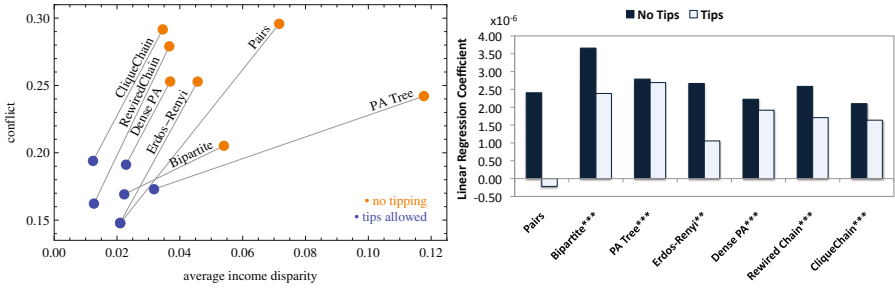 0.30
0.25
0.20
0.15
conflict
CliqueChain
RewiredChain
Dense PA
Erdos-Renyi
Pairs
PA Tree
Bipartite
• no tipping
• tips allowed
0.00 0.02 0.04 0.06 0.08 0.10 0.12
average income disparity
x10⁻⁶
No Tips Tips
Linear Regression Coefficient
4.00
3.50
3.00
2.50
2.00
1.50
1.00
0.50
0.00
-0.50
Pairs
Bipartite***
PA Tree***
Erdos-Renyi**
Dense PA***
Rewired Chain***
CliqueChain***